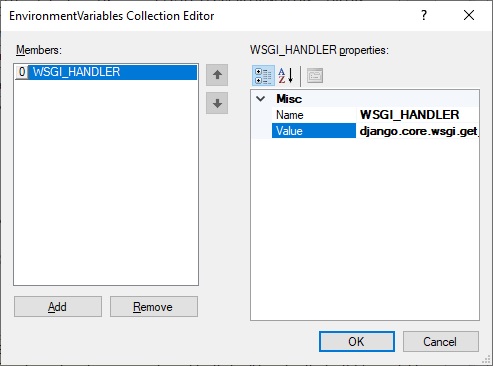 EnvironmentVariables Collection Editor
Members:
WSGI_HANDLER properties:
0 WSGI_HANDLER
Misc
Name WSGI_HANDLER
Value django.core.wsgi.get_
Add
Remove
OK
Cancel